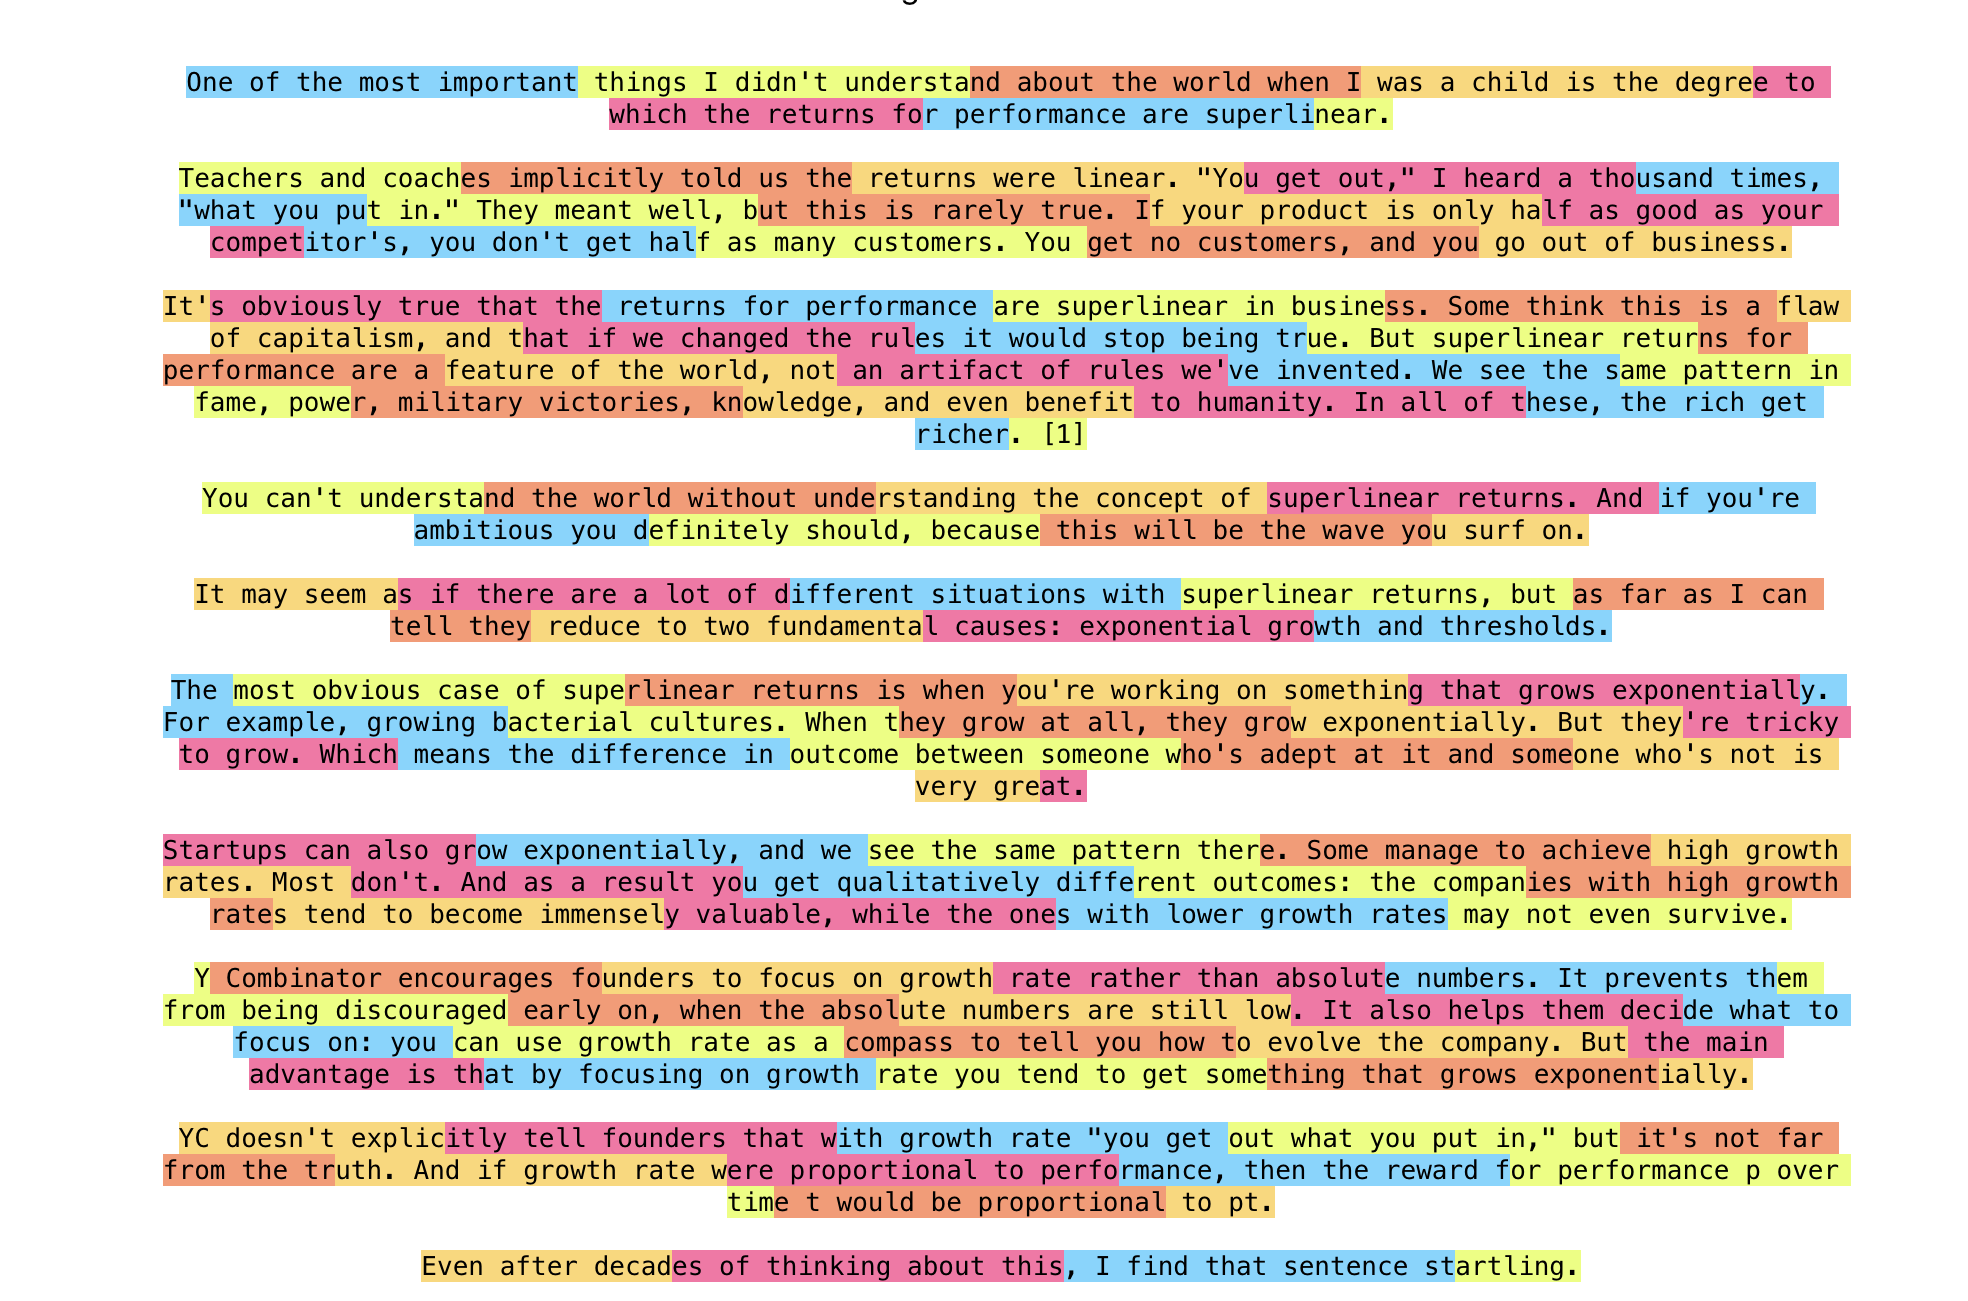 One of the most important things I didn't understand about the world when I was a child is the degree to
which the returns for performance are superlinear.
Teachers and coaches implicitly told us the returns were linear. "You get out," I heard a thousand times,
"what you put in." They meant well, but this is rarely true. If your product is only half as good as your
competitor's, you don't get half as many customers. You get no customers, and you go out of business.
It's obviously true that the returns for performance are superlinear in business. Some think this is a flaw
of capitalism, and that if we changed the rules it would stop being true. But superlinear returns for
performance are a feature of the world, not an artifact of rules we've invented. We see the same pattern in
fame, power, military victories, knowledge, and even benefit to humanity. In all of these, the rich get
richer. [1]
You can't understand the world without understanding the concept of superlinear returns. And if you're
ambitious you definitely should, because this will be the wave you surf on.
It may seem as if there are a lot of different situations with superlinear returns, but as far as I can
tell they reduce to two fundamental causes: exponential growth and thresholds.
The most obvious case of superlinear returns is when you're working on something that grows exponentially.
For example, growing bacterial cultures. When they grow at all, they grow exponentially. But they're tricky
to grow. Which means the difference in outcome between someone who's adept at it and someone who's not is
very great.
Startups can also grow exponentially, and we see the same pattern there. Some manage to achieve high growth
rates. Most don't. And as a result you get qualitatively different outcomes: the companies with high growth
rates tend to become immensely valuable, while the ones with lower growth rates may not even survive.
Y Combinator encourages founders to focus on growth rate rather than absolute numbers. It prevents them
from being discouraged early on, when the absolute numbers are still low. It also helps them decide what to
focus on: you can use growth rate as a compass to tell you how to evolve the company. But the main
advantage is that by focusing on growth rate you tend to get something that grows exponentially.
YC doesn't explicitly tell founders that with growth rate "you get out what you put in," but it's not far
from the truth. And if growth rate were proportional to performance, then the reward for performance p over
time t would be proportional to pt.
Even after decades of thinking about this, I find that sentence startling.